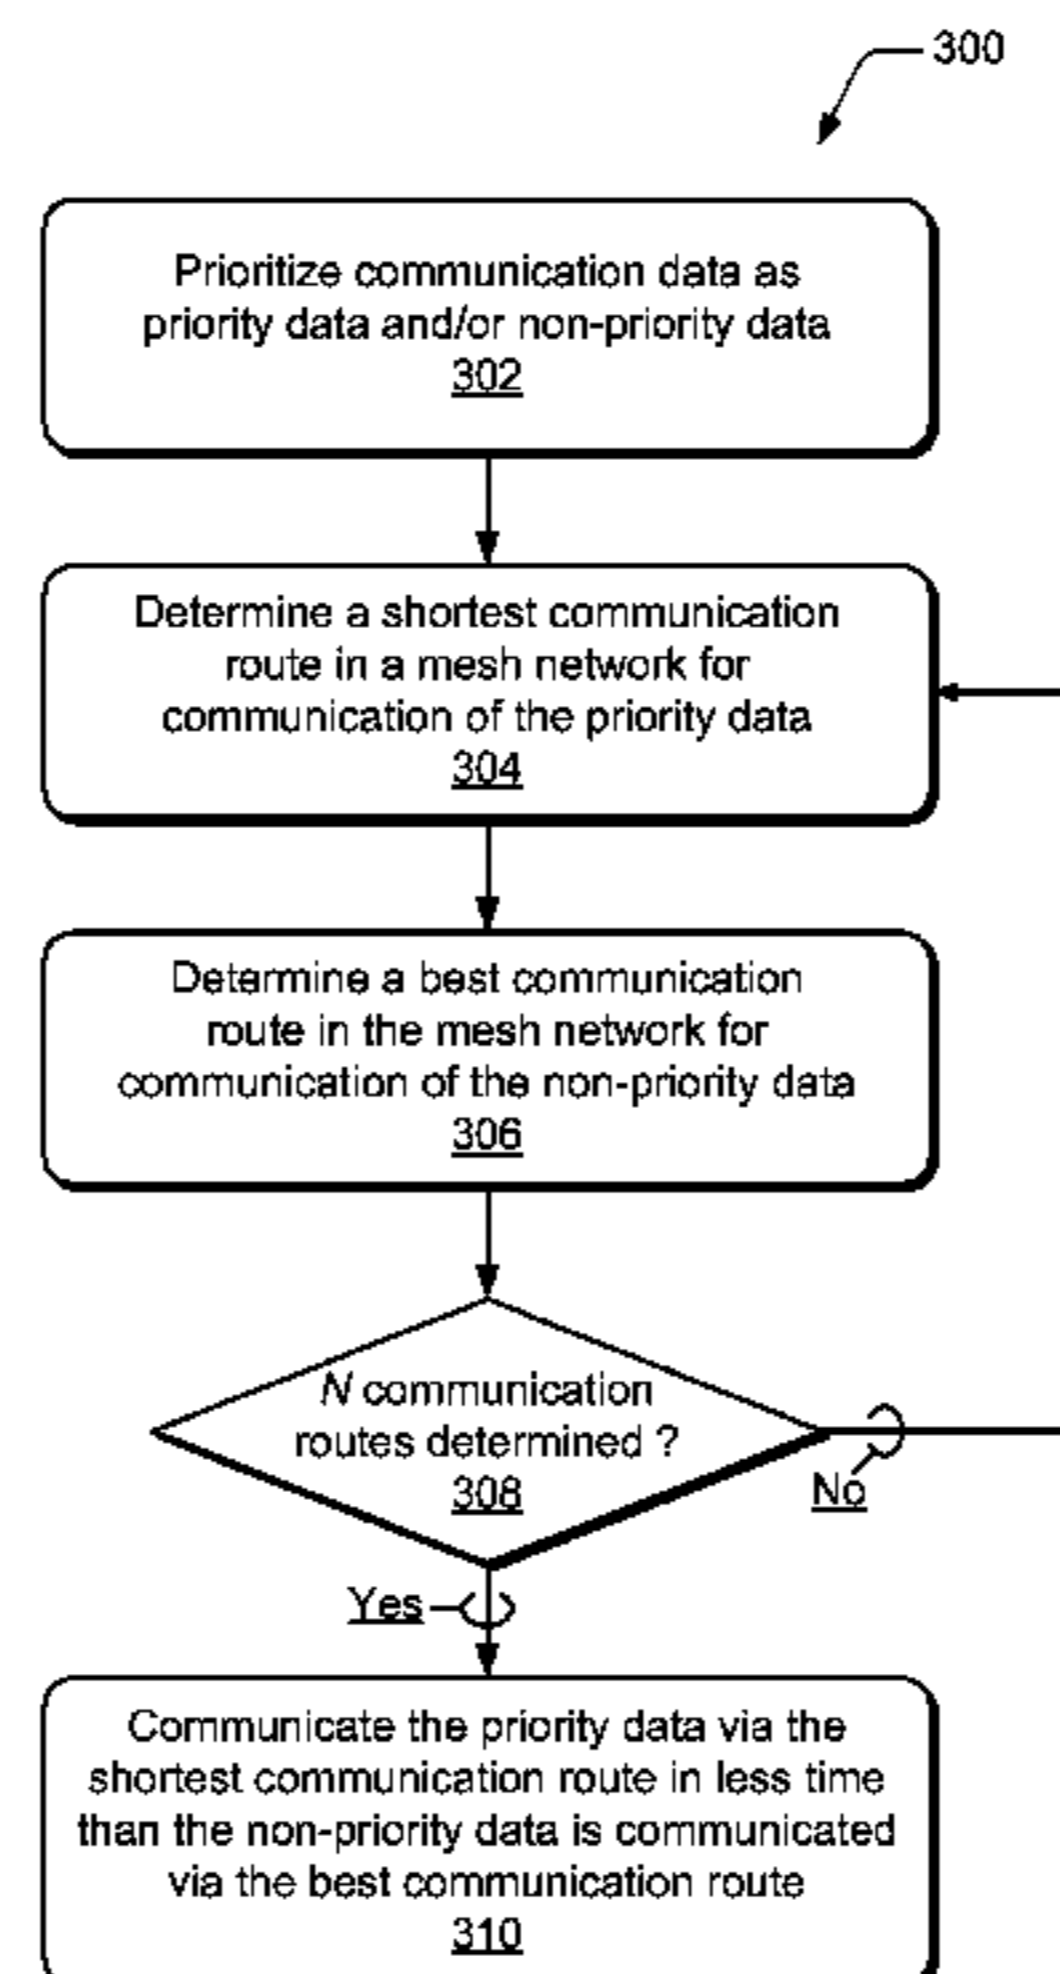 300
Prioritize communication data as
priority data and/or non-priority data
302
Determine a shortest communication
route in a mesh network for
communication of the priority data
304
Determine a best communication
route in the mesh network for
communication of the non-priority data
306
N communication
routes determined ?
308
No
Yes
Communicate the priority data via the
shortest communication route in less time
than the non-priority data is communicated
via the best communication route
310